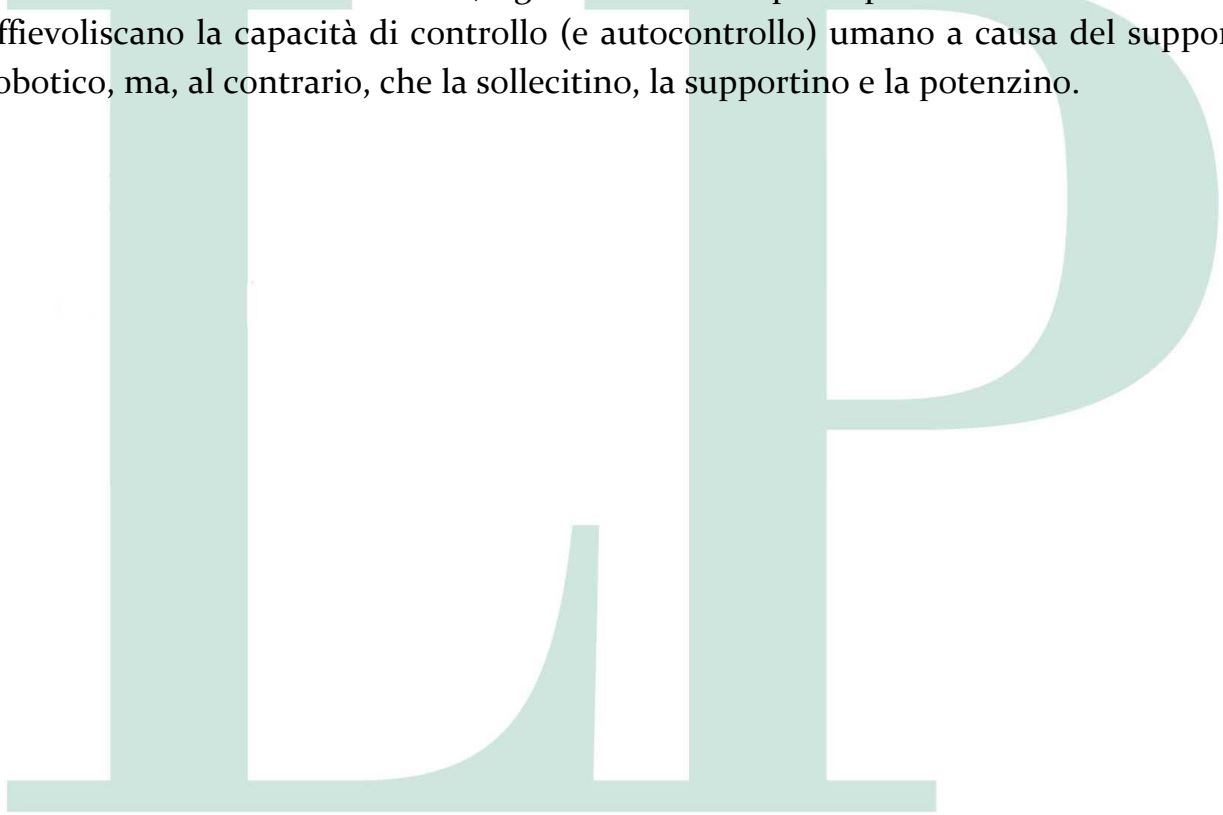 ffievoliscano la capacità di controllo (e autocontrollo) umano a causa del suppor
obotico, ma, al contrario, che la sollecitino, la supportino e la potenzino.
LP